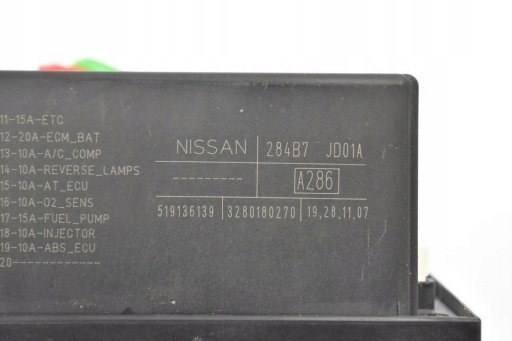 11-15A-ETC
12-20A-ECM_BAT
13-10A-A/C_COMP
14-10A-REVERSE_LAMPS
15-10A-AT_ECU
16-10A-O2_SENS
17-15A-FUEL_PUMP
18-10A-INJECTOR
19-10A-ABS_ECU
20------------
NISSAN 284B7 JD01A
--------- A286
519136139 3280180270 19,28,11,07